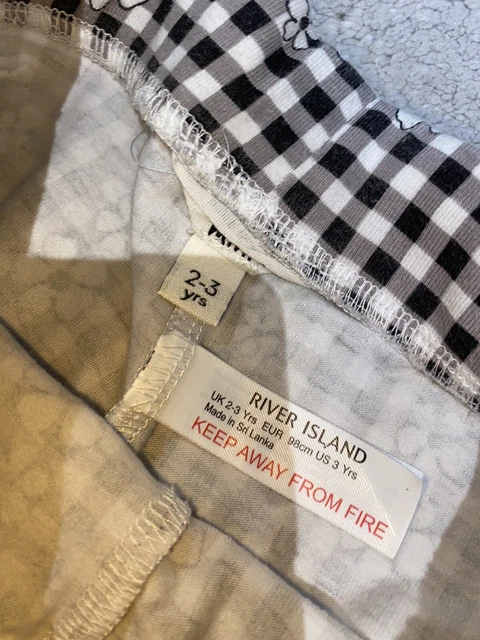 2-3
yrs
RIVER ISLAND
UK 2-3 Yrs EUR 98cm US 3 Yrs
Made in Sri Lanka
KEEP AWAY FROM FIRE